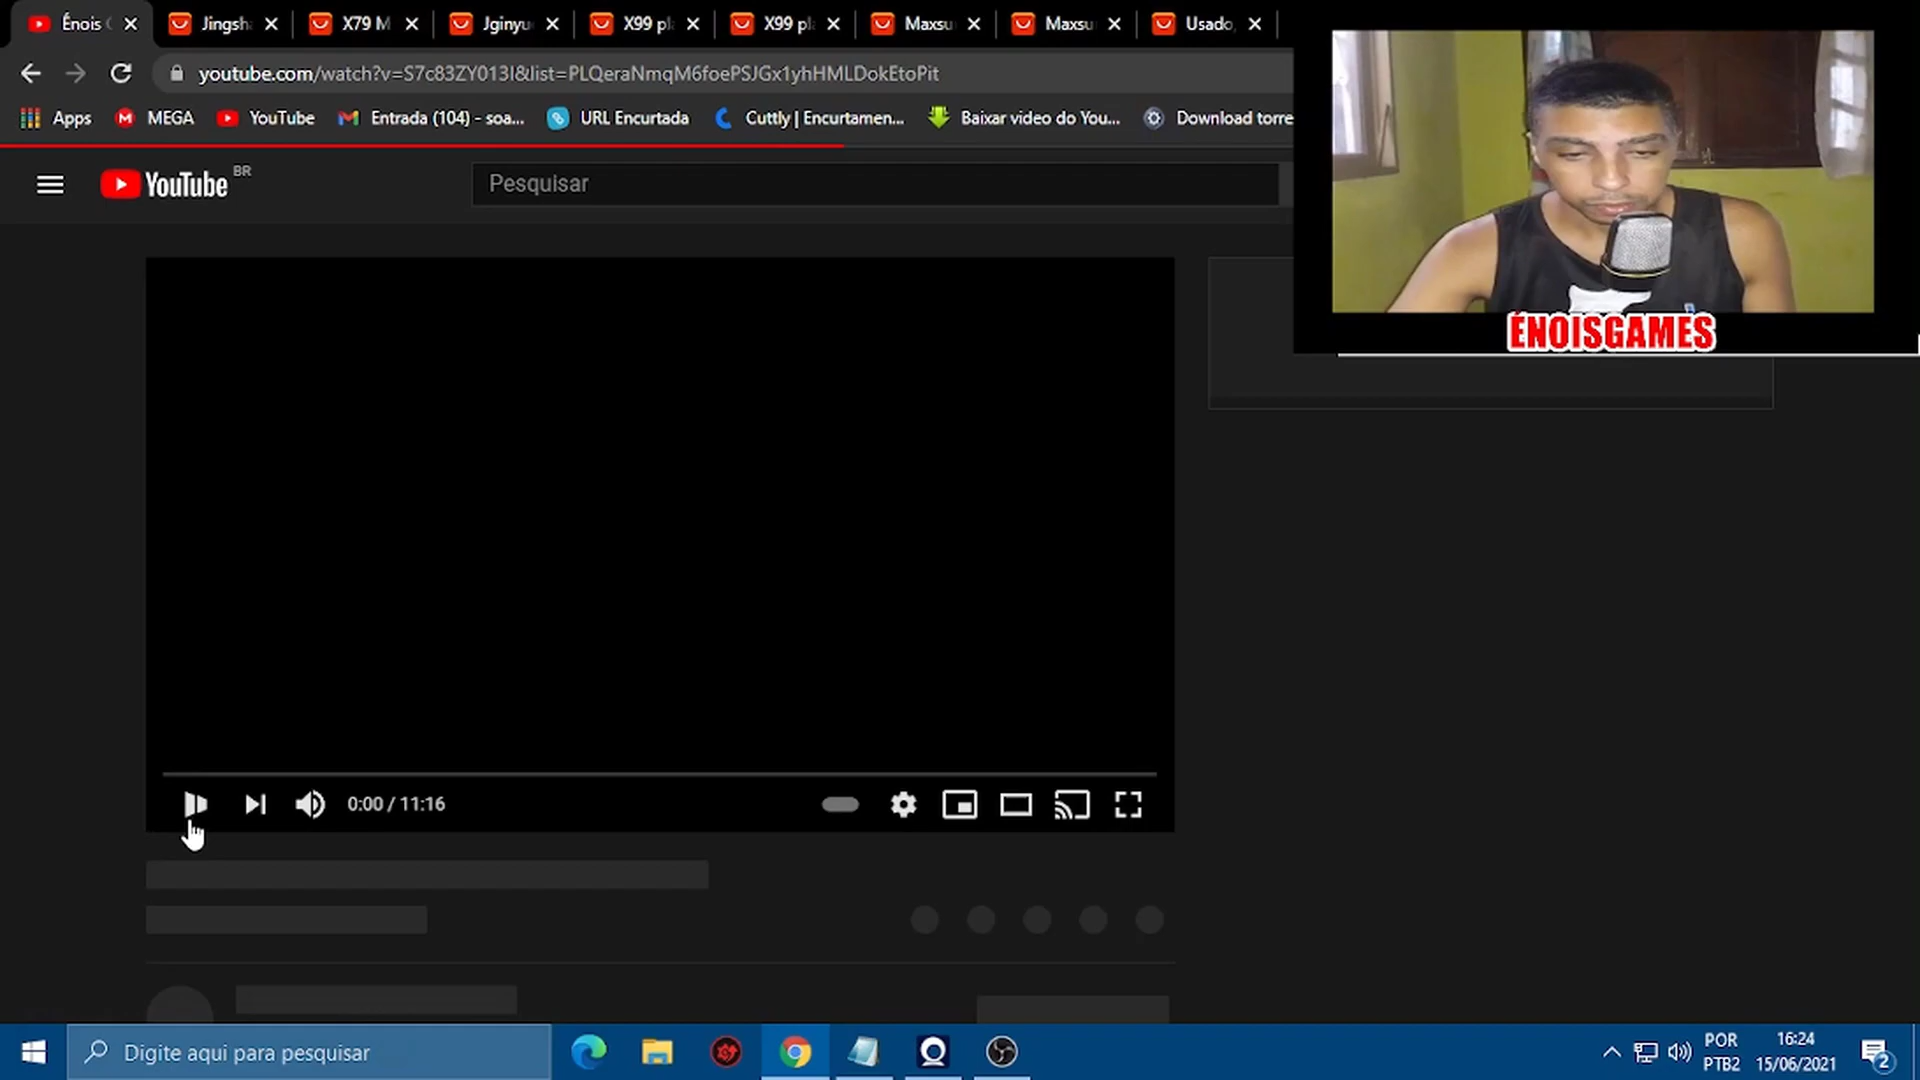 Énois
Jingsh
X79 M
Jginyu
X99 pl
X99 pl
Maxsu
Maxsu
Usado,
youtube.com/watch?v=S7c83ZY013I&list=PLQeraNmqM6foePSJGx1yhHMLDokEtoPit
Apps
MEGA
YouTube
Entrada (104) - soa...
URL Encurtada
Cuttly | Encurtamen...
Baixar video do You...
Download torre
YouTube BR
Pesquisar
ÉNOISGAMES
0:00 / 11:16
Digite aqui para pesquisar
POR
PTB2
16:24
15/06/2021
2